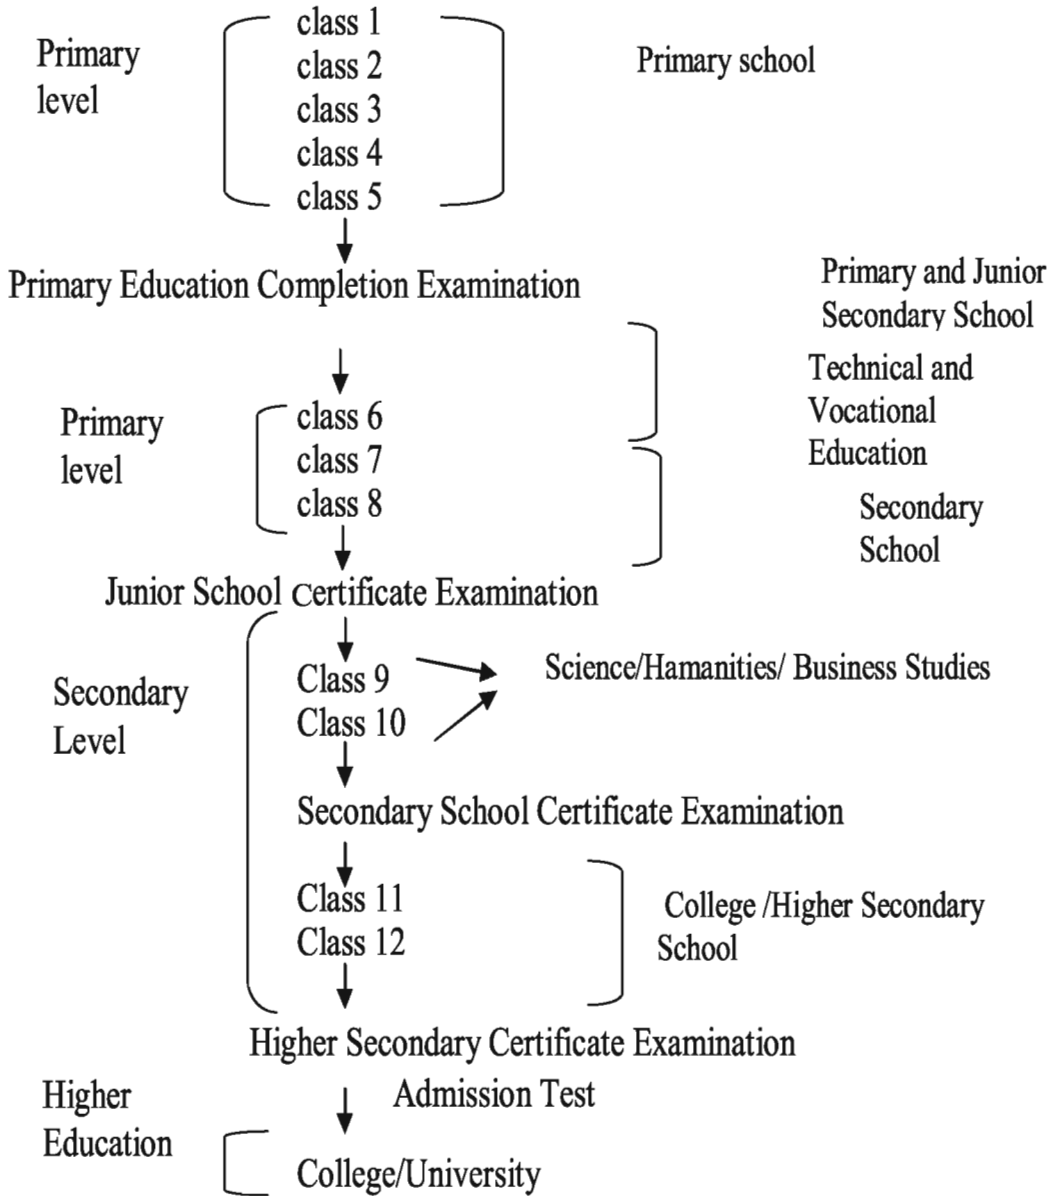 Primary
level
class 1
class 2
class 3
class 4
class 5
Primary school
Primary Education Completion Examination
Primary and Junior
Secondary School
Technical and
Vocational
Education
Primary
level
class 6
class 7
class 8
Secondary
School
Junior School Certificate Examination
Secondary
Level
Class 9
Class 10
Science/Hamanities/ Business Studies
Secondary School Certificate Examination
Class 11
Class 12
College /Higher Secondary
School
Higher Secondary Certificate Examination
Admission Test
Higher
Education
College/University